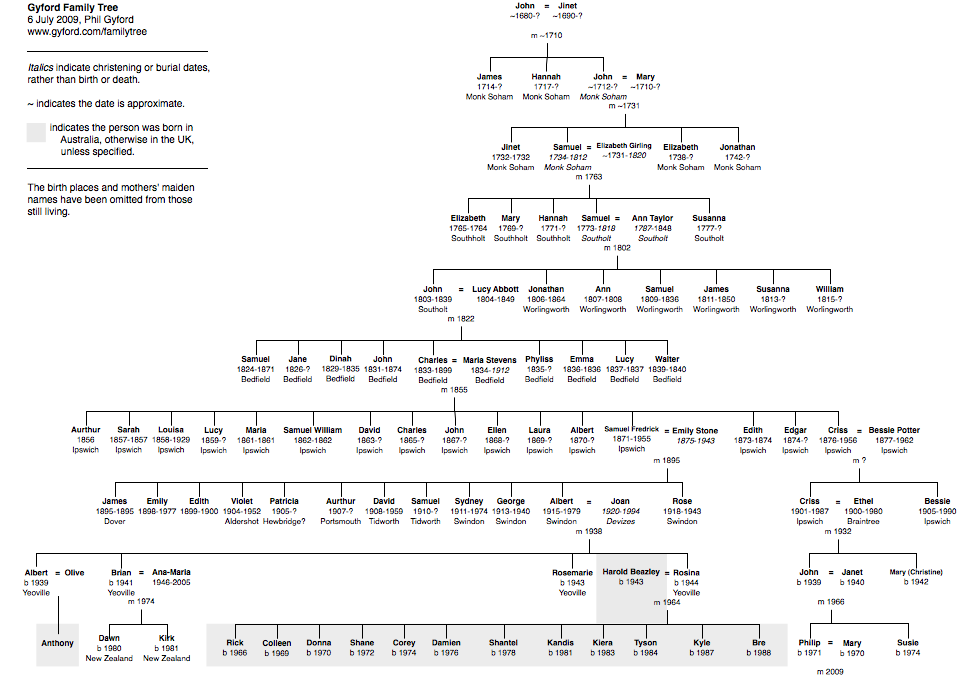 Gyford Family Tree
6 July 2009, Phil Gyford
www.gyford.com/familytree
Italics indicate christening or burial dates,
rather than birth or death.
~ indicates the date is approximate.
indicates the person was born in
Australia, otherwise in the UK,
unless specified.
The birth places and mothers' maiden
names have been omitted from those
still living.
John = Jinet
~1680-? ~1690-?
m ~1710
James Hannah John = Mary
1714-? 1717-? ~1712-? ~1710-?
Monk Soham Monk Soham Monk Soham
m ~1731
Jinet Samuel = Elizabeth Girling Elizabeth Jonathan
1732-1732 1734-1812 ~1731-1820 1738-? 1742-?
Monk Soham Monk Soham Monk Soham Monk Soham
m 1763
Elizabeth Mary Hannah Samuel = Ann Taylor Susanna
1765-1764 1769-? 1771-? 1773-1818 1787-1848 1777-?
Southholt Southholt Southholt Southolt Southolt Southolt
m 1802
John = Lucy Abbott Jonathan Ann Samuel James Susanna William
1803-1839 1804-1849 1806-1864 1807-1808 1809-1836 1811-1850 1813-? 1815-?
Southolt Worlingworth Worlingworth Worlingworth Worlingworth Worlingworth Worlingworth
m 1822
Samuel Jane Dinah John Charles = Maria Stevens Phyliss Emma Lucy Walter
1824-1871 1826-? 1829-1835 1831-1874 1833-1899 1834-1912 1835-? 1836-1836 1837-1837 1839-1840
Bedfield Bedfield Bedfield Bedfield Bedfield Bedfield Bedfield Bedfield Bedfield Bedfield
m 1855
Aurthur Sarah Louisa Lucy Maria Samuel William David Charles John Ellen Laura Albert Samuel Fredrick = Emily Stone Edith Edgar Criss = Bessie Potter
1856 1857-1857 1858-1929 1859-? 1861-1861 1862-1862 1863-? 1865-? 1867-? 1868-? 1869-? 1870-? 1871-1955 1875-1943 1873-1874 1874-? 1876-1956 1877-1962
Ipswich Ipswich Ipswich Ipswich Ipswich Ipswich Ipswich Ipswich Ipswich Ipswich Ipswich Ipswich Ipswich Ipswich Ipswich Ipswich Ipswich
m 1895 m ?
James Emily Edith Violet Patricia Aurthur David Samuel Sydney George Albert = Joan Rose Criss = Ethel Bessie
1895-1895 1898-1977 1899-1900 1904-1952 1905-? 1907-? 1908-1959 1910-? 1911-1974 1913-1940 1915-1979 1920-1994 1918-1943 1901-1987 1900-1980 1905-1990
Dover Aldershot Hewbridge? Portsmouth Tidworth Tidworth Swindon Swindon Swindon Devizes Swindon Ipswich Braintree Ipswich
m 1938 m 1932
Albert = Olive Brian = Ana-Maria Rosemarie Harold Beazley = Rosina John = Janet Mary (Christine)
b 1939 b 1941 1946-2005 b 1943 b 1943 b 1944 b 1939 b 1940 b 1942
Yeoville Yeoville Yeoville Yeoville
m 1974 m 1964 m 1966
Anthony Dawn Kirk Rick Colleen Donna Shane Corey Damien Shantel Kandis Kiera Tyson Kyle Bre Philip = Mary Susie
b 1980 b 1981 b 1966 b 1969 b 1970 b 1972 b 1974 b 1976 b 1978 b 1981 b 1983 b 1984 b 1987 b 1988 b 1971 b 1970 b 1974
New Zealand New Zealand
m 2009